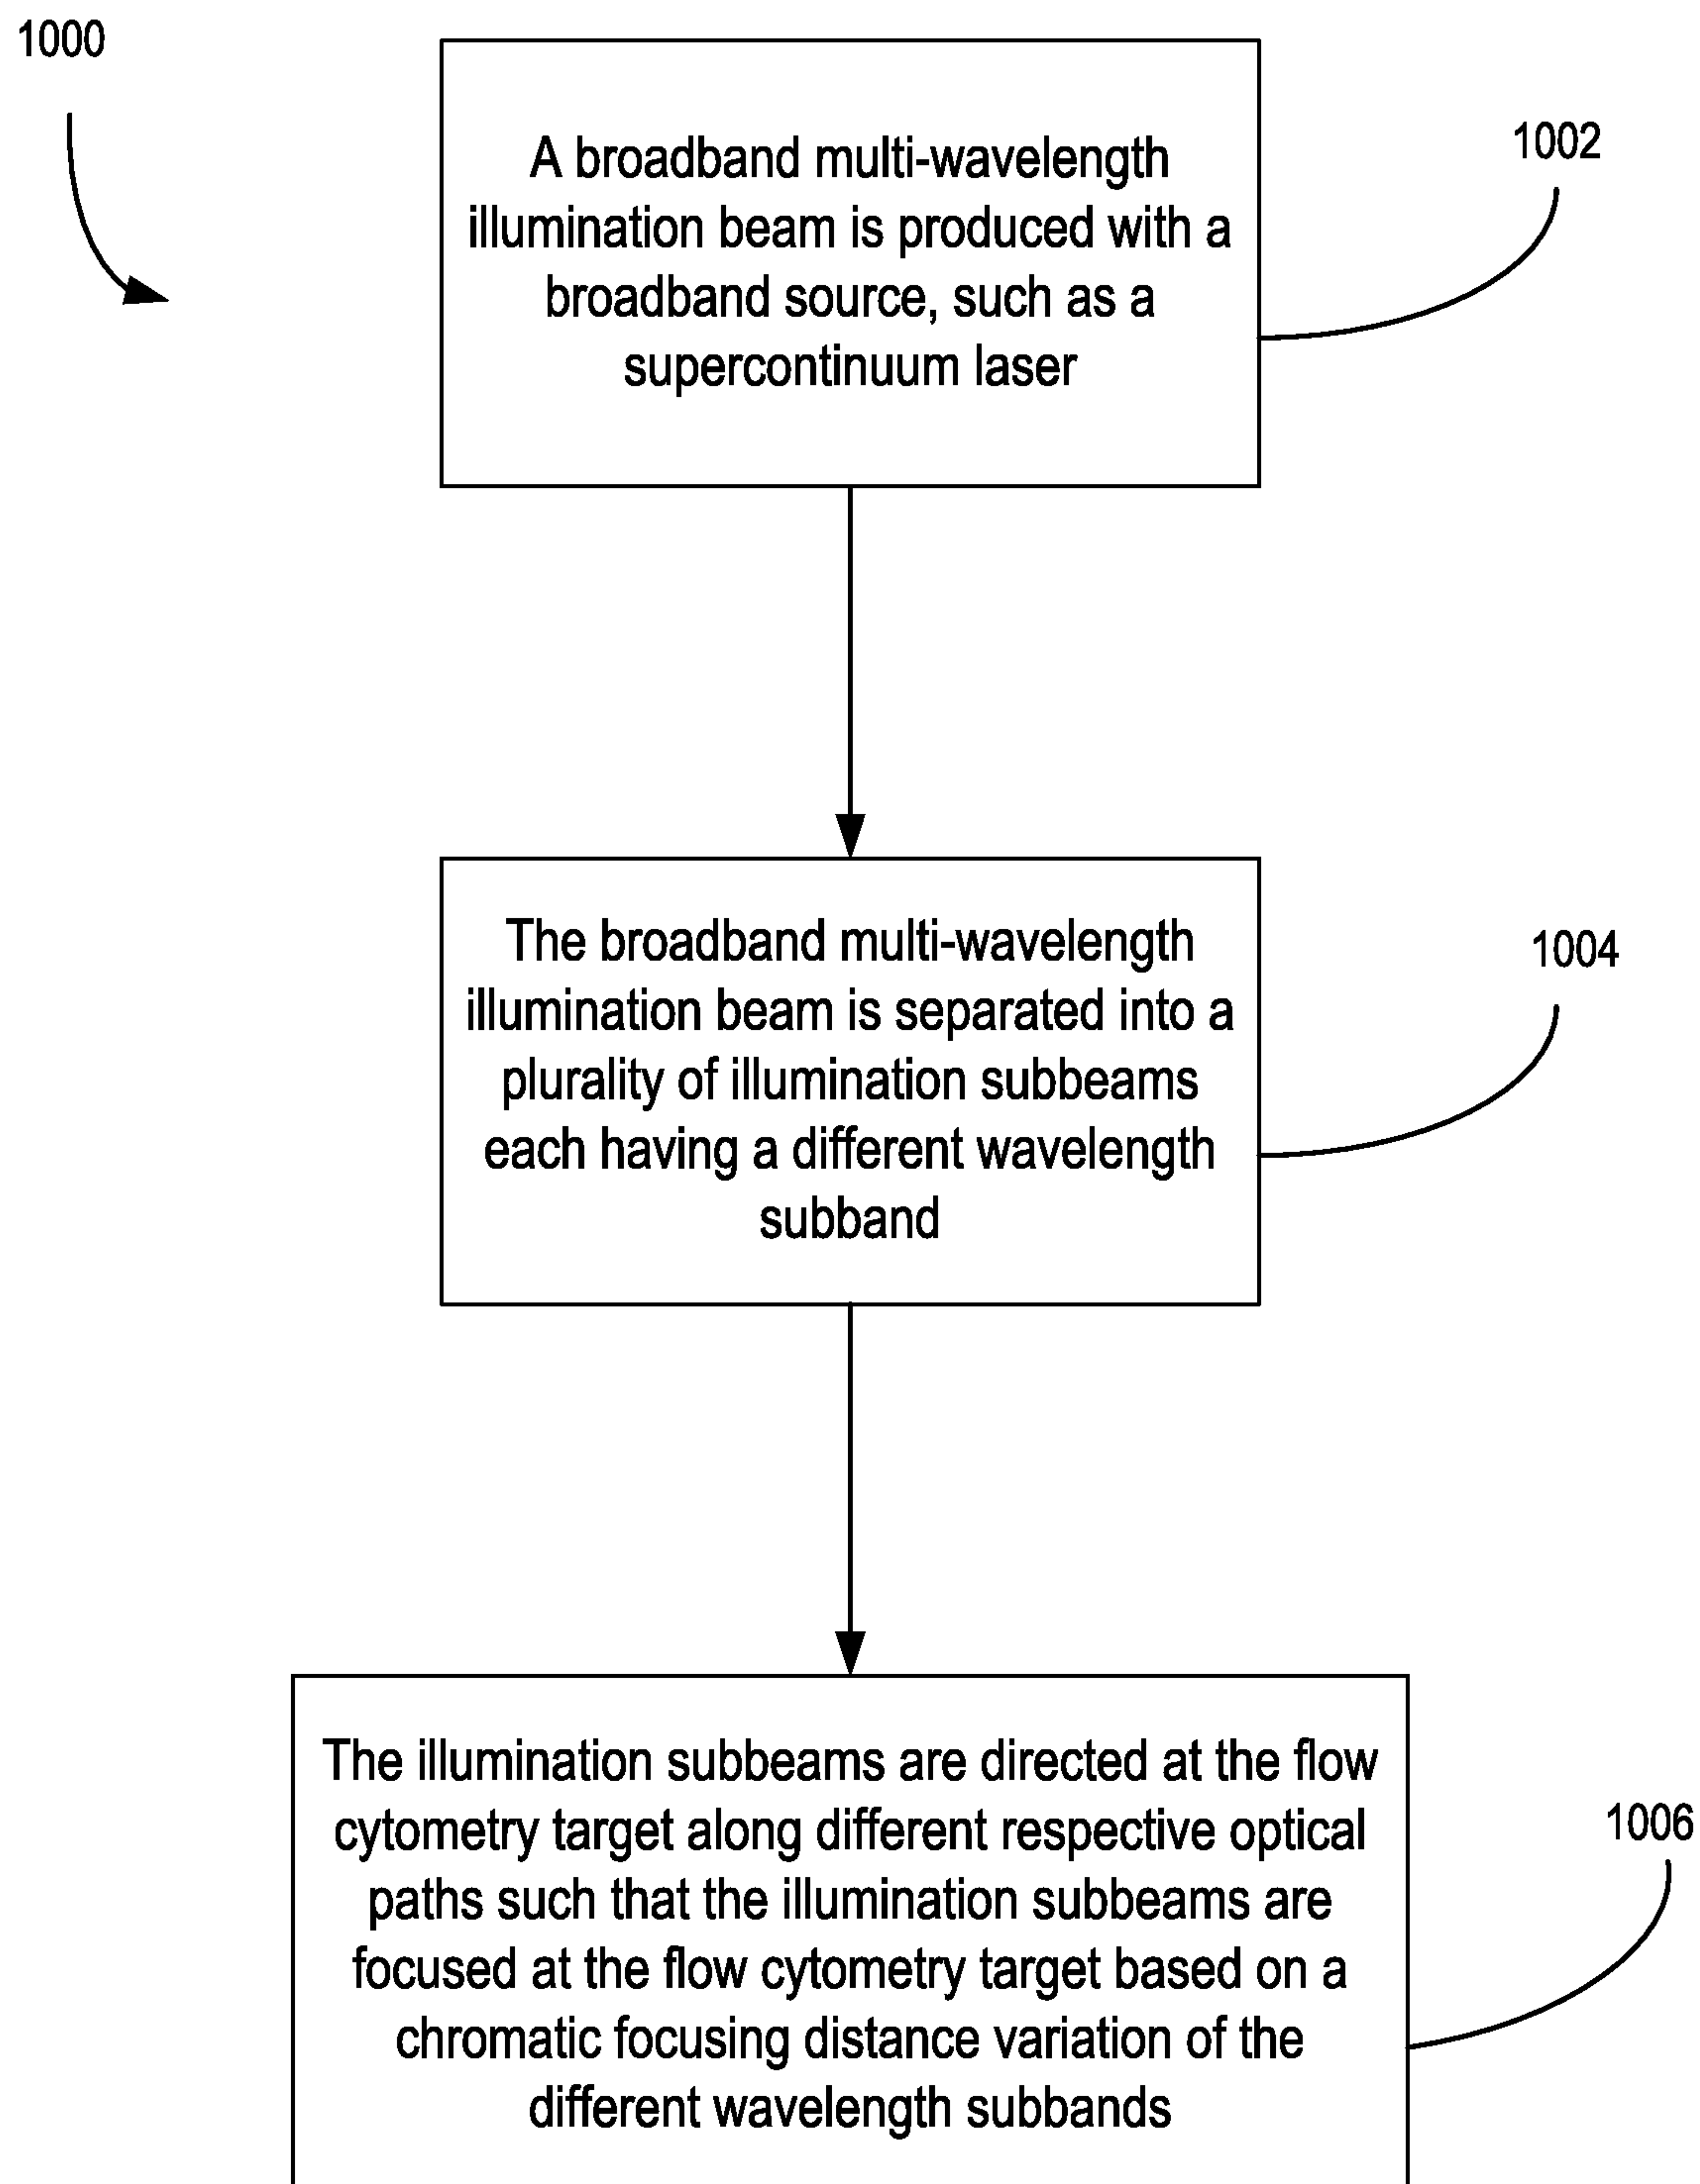 1000
A broadband multi-wavelength
illumination beam is produced with a
broadband source, such as a
supercontinuum laser
1002
The broadband multi-wavelength
illumination beam is separated into a
plurality of illumination subbeams
each having a different wavelength
subband
1004
The illumination subbeams are directed at the flow
cytometry target along different respective optical
paths such that the illumination subbeams are
focused at the flow cytometry target based on a
chromatic focusing distance variation of the
different wavelength subbands
1006